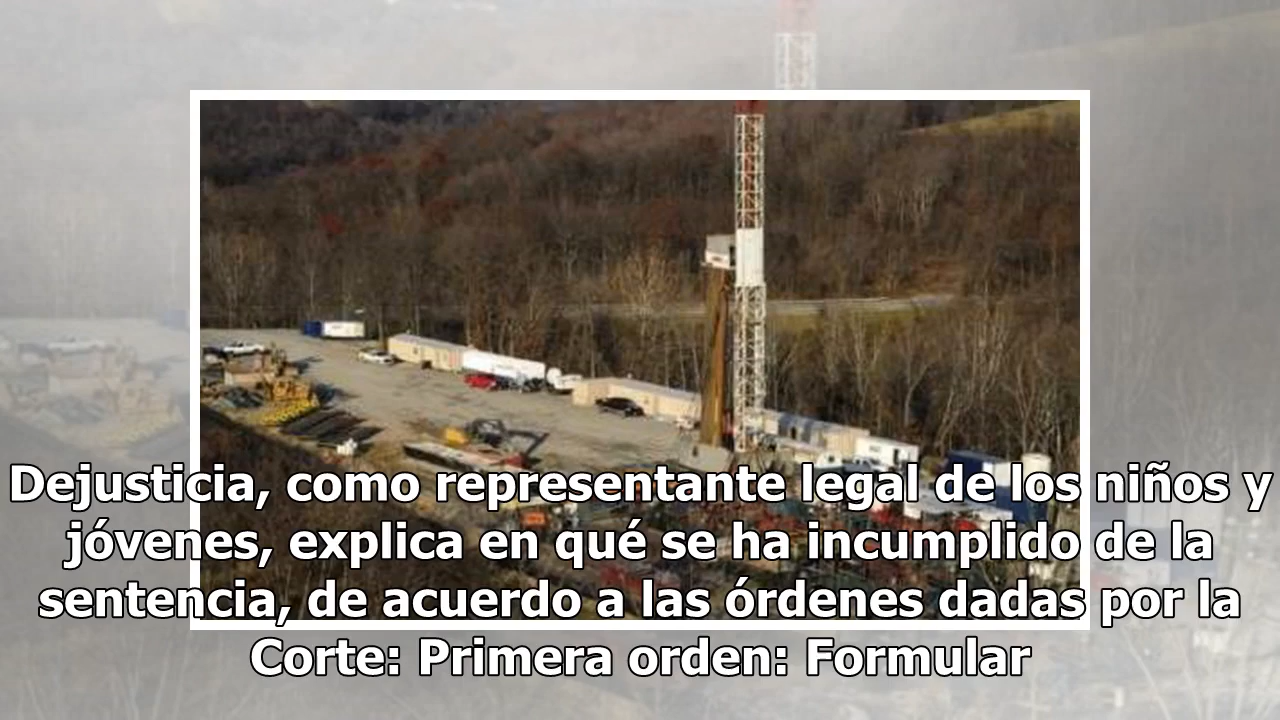 Dejusticia, como representante legal de los niños y
jóvenes, explica en qué se ha incumplido de la
sentencia, de acuerdo a las órdenes dadas por la
Corte: Primera orden: Formular